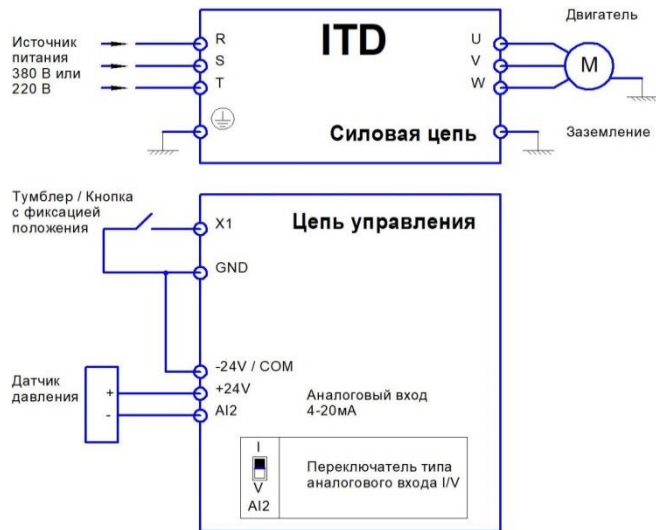 Источник
питания
380 В или
220 В
R
S
T
ITD
Силовая цепь
U
V
W
Двигатель
M
Заземление
Тумблер / Кнопка
с фиксацией
положения
X1
GND
Цепь управления
-24V / COM
+24V
AI2
Датчик
давления
+
-
Аналоговый вход
4-20мА
I
V
AI2
Переключатель типа
аналогового входа I/V